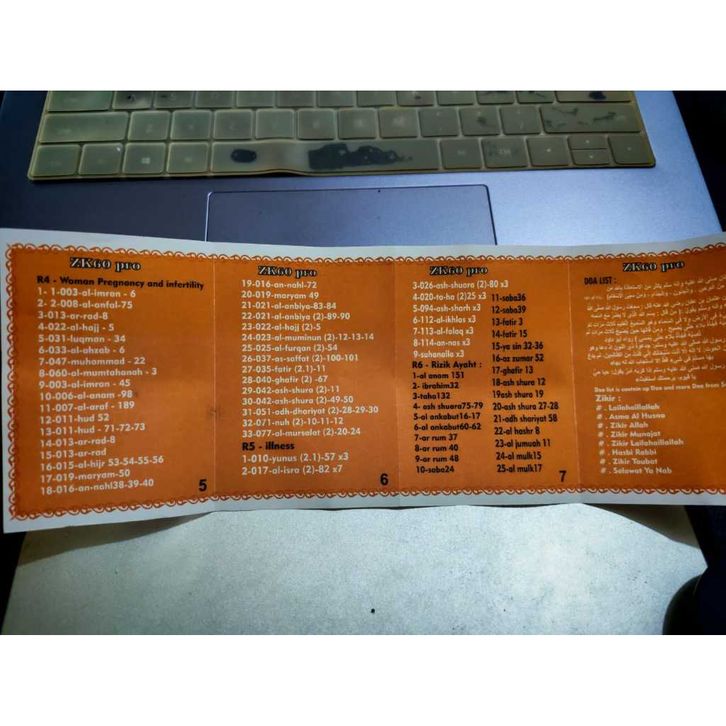 ZK60 pro
R4 - Woman Pregnancy and infertility
1- 1-003-al-imran - 6
2- 2-008-al-anfal-75
3-013-ar-rad-8
4-022-al-hajj - 5
5-031-luqman - 34
6-033-al-ahzab - 6
7-047-muhammad - 22
8-060-al-mumtahanah - 3
9-003-al-imran - 45
10-006-al-anam -98
11-007-al-araf - 189
12-011-hud 52
13-011-hud - 71-72-73
14-013-ar-rad-8
15-013-ar-rad
16-015-al-hijr 53-54-55-56
17-019-maryam-5
18-016-an-nahl38-39-40
5
ZK60 pro
19-016-an-nahl-72
20-019-maryam 49
21-021-al-anbiya-83-84
22-021-al-anbiya (2)-89-90
23-022-al-hajj (2)-5
24-023-al-muminun (2)-12-13-14
25-025-al-furqan (2)-54
26-037-as-saffat (2)-100-101
27-035-fatir (2.1)-11
28-040-ghafir (2) -67
29-042-ash-shura (2)-11
30-042-ash-shura (2)-49-50
31-051-adh-dhariyat (2)-28-29-30
32-071-nuh (2)-10-11-12
33-077-al-mursalat (2)-20-24
R5 - illness
1-010-yunus (2.1)-57 x3
2-017-al-isra (2)-82 x7
6
ZK60 pro
3-026-ash-shuara (2)-80 x3
4-020-ta-ha (2)25 x3
5-094-ash-sharh x3
6-112-al-ikhlas x3
7-113-al-falaq x3
8-114-an-nas x3
9-suhanalla x3
R6 - Rizik Ayaht :
1-al anam 151
2- ibrahim32
3-taha132
4- ash shuara75-79
5-al ankabut16-17
6-al ankabut60-62
7-ar rum 37
8-ar rum 40
9-ar rum 48
10-saba24
11-saba36
12-saba39
13-fatir 3
14-fatir 15
15-ya sin 32-36
16-az zumar 52
17-ghafir 13
18-ash shura 12
19ash shura 19
20-ash shura 27-28
21-adh shariyat 58
22-al hashr 8
23-al jumuah 11
24-al mulk15
25-al mulk17
7
ZK60 pro
DOA LIST :
Doa list is contain
Doa and more Doa from
Zikir :
# . Lailahaillallah
# . Asma Al Husna
# . Zikir Allah
# . Zikir Munajat
# . Zikir Lailahaillallah
# . Hasbi Rabbi
# . Zikir Taubat
# . Selawat Ya Nab